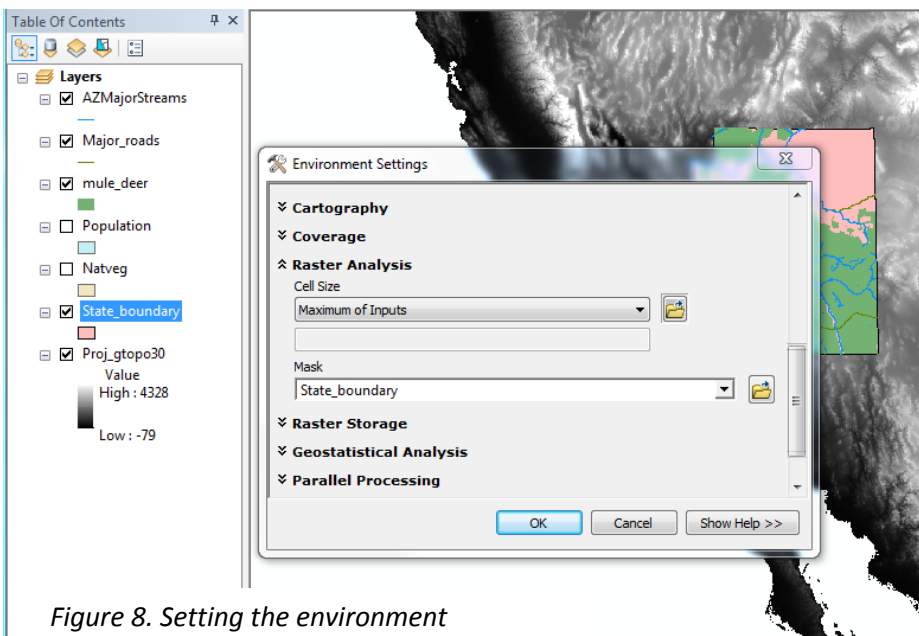 Table Of Contents
Layers
AZMajorStreams
Major_roads
mule_deer
Population
Natveg
State_boundary
Proj_gtopo30
Value
High : 4328
Low : -79
Environment Settings
Cartography
Coverage
Raster Analysis
Cell Size
Maximum of Inputs
Mask
State_boundary
Raster Storage
Geostatistical Analysis
Parallel Processing
OK
Cancel
Show Help >>
Figure 8. Setting the environment